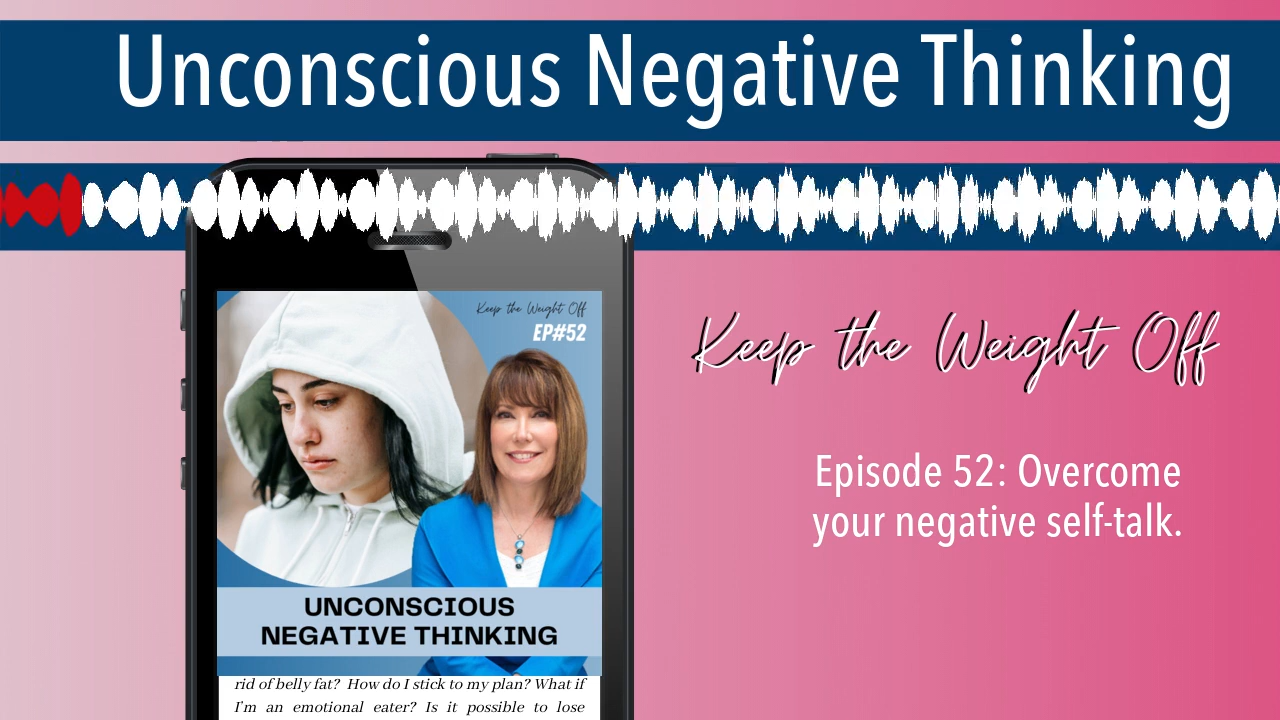 Unconscious Negative Thinking
Keep the Weight Off
EP#52
UNCONSCIOUS
NEGATIVE THINKING
rid of belly fat? How do I stick to my plan? What if
I'm an emotional eater? Is it possible to lose
Keep the Weight Off
Episode 52: Overcome
your negative self-talk.